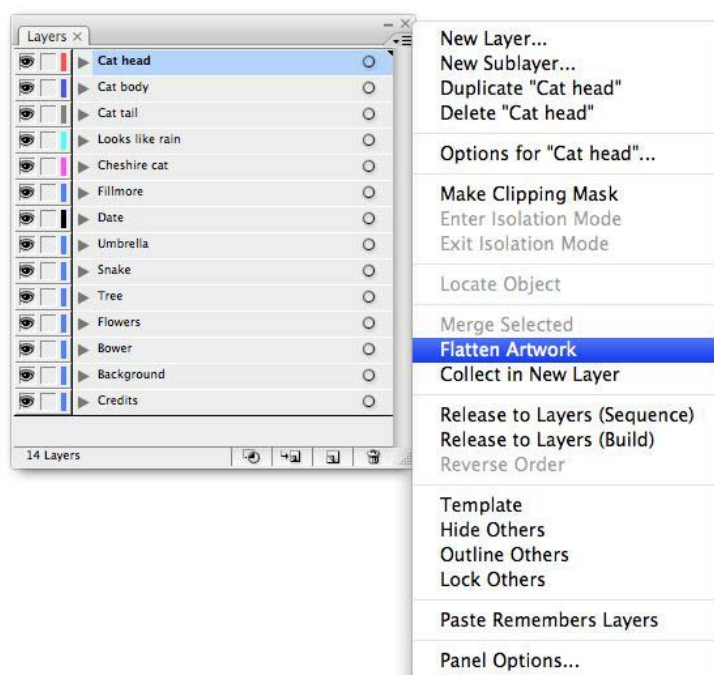 Layers
Cat head
Cat body
Cat tail
Looks like rain
Cheshire cat
Fillmore
Date
Umbrella
Snake
Tree
Flowers
Bower
Background
Credits
14 Layers
New Layer...
New Sublayer...
Duplicate "Cat head"
Delete "Cat head"
Options for "Cat head"...
Make Clipping Mask
Enter Isolation Mode
Exit Isolation Mode
Locate Object
Merge Selected
Flatten Artwork
Collect in New Layer
Release to Layers (Sequence)
Release to Layers (Build)
Reverse Order
Template
Hide Others
Outline Others
Lock Others
Paste Remembers Layers
Panel Options...